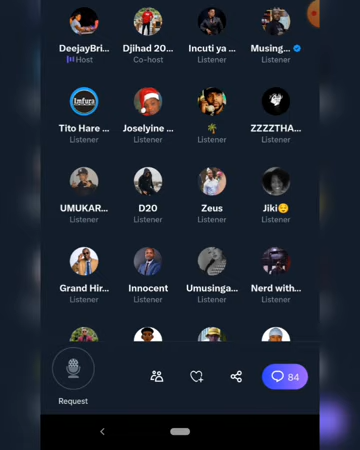 DeejayBri...
Host
Djihad 20...
Co-host
Incuti ya ...
Listener
Musing...
Listener
Imfura
Tito Hare ...
Listener
Joselyine ...
Listener
🌴
Listener
ZZZZTHA...
Listener
UMUKAR...
Listener
D20
Listener
Zeus
Listener
Jiki😌
Listener
Grand Hir...
Listener
Innocent
Listener
Umusinga...
Listener
Nerd with...
Listener
Request
84